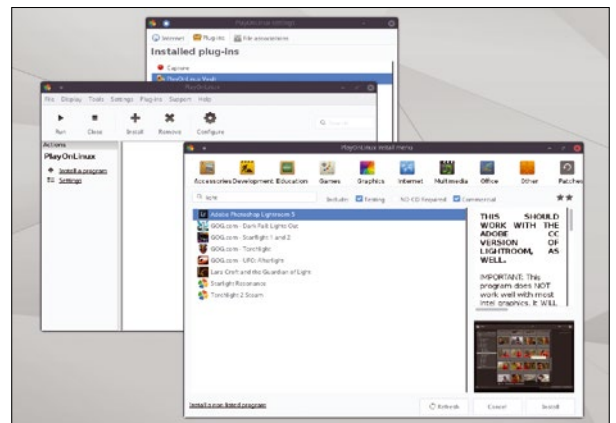 PlayOnLinux settings
Internet Plug-ins File associations
Installed plug-ins
Capture
PlayOnLinux Vault
PlayOnLinux
File Display Tools Settings Plugins Support Help
Run Close Install Remove Configure
Actions
PlayOnLinux
Install a program
Settings
PlayOnLinux install menu
Accessories Development Education Games Graphics Internet Multimedia Office Other Patches
light Include: Testing NO-CD Required Commercial
Adobe Photoshop Lightroom 5
GOG.com - Dark Fall: Lights Out
GOG.com - Starflight 1 and 2
GOG.com - Torchlight
GOG.com - UFO: Afterlight
Lara Croft and the Guardian of Light
Starlight Resonance
Torchlight 2 Steam
THIS SHOULD
WORK WITH THE
ADOBE CC
VERSION OF
LIGHTROOM, AS
WELL.
IMPORTANT: This
program does NOT
work well with most
Intel graphics. It WILL
Install a non listed program
Refresh Cancel Install